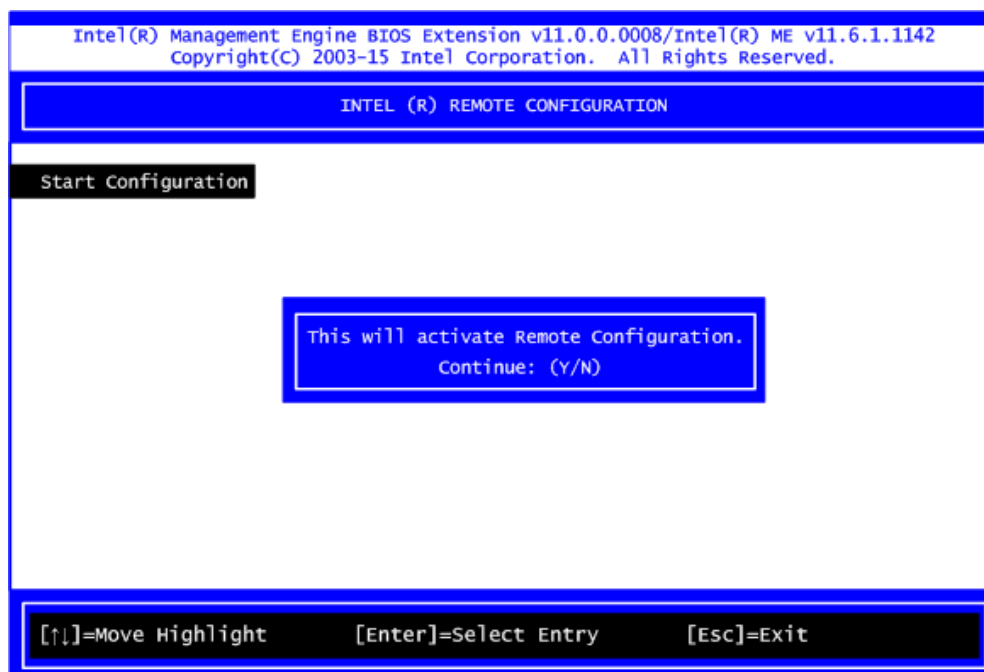 Intel(R) Management Engine BIOS Extension v11.0.0.0008/Intel(R) ME v11.6.1.1142
Copyright(C) 2003-15 Intel Corporation. All Rights Reserved.
INTEL (R) REMOTE CONFIGURATION
Start Configuration
This will activate Remote Configuration.
Continue: (Y/N)
[↑↓]=Move Highlight [Enter]=Select Entry [Esc]=Exit